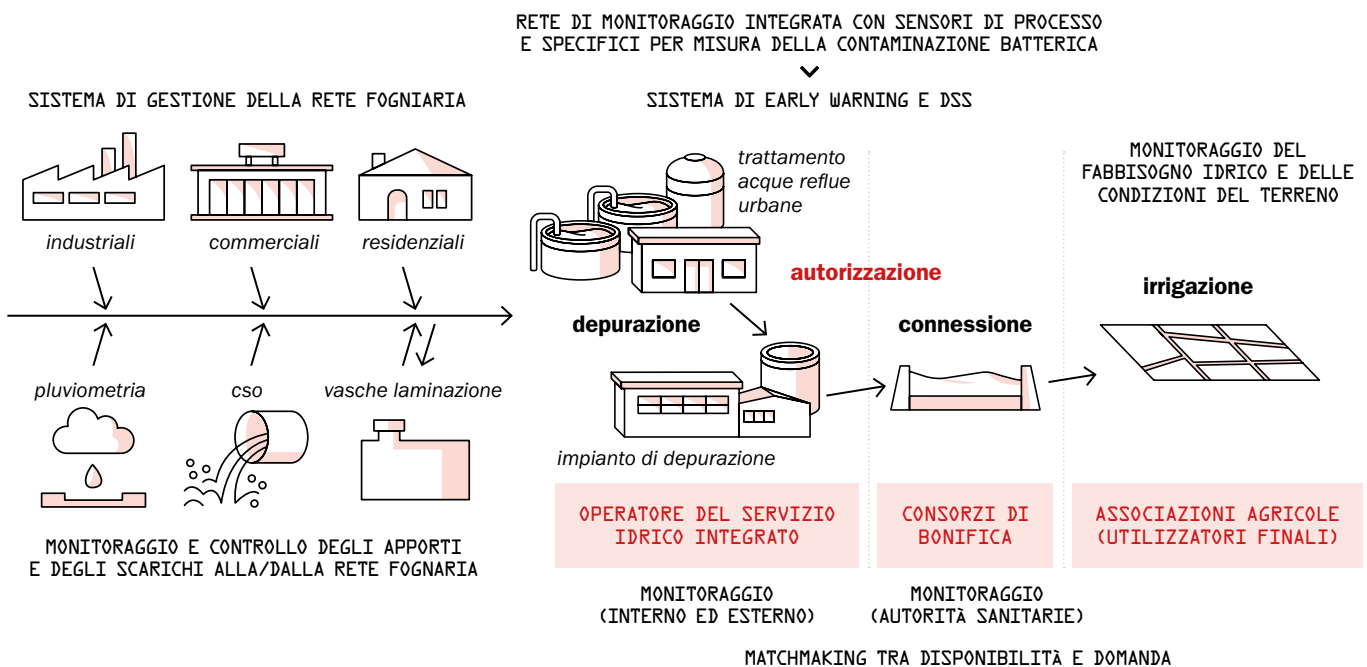 RETE DI MONITORAGGIO INTEGRATA CON SENSORI DI PROCESSO
E SPECIFICI PER MISURA DELLA CONTAMINAZIONE BATTERICA
SISTEMA DI GESTIONE DELLA RETE FOGNIARIA
SISTEMA DI EARLY WARNING E DSS
MONITORAGGIO DEL
FABBISOGNO IDRICO E DELLE
CONDIZIONI DEL TERRENO
trattamento
acque reflue
urbane
industriali
commerciali
residenziali
autorizzazione
irrigazione
depurazione
connessione
pluviometria
cso
vasche laminazione
impianto di depurazione
OPERATORE DEL SERVIZIO
IDRICO INTEGRATO
CONSORZI DI
BONIFICA
ASSOCIAZIONI AGRICOLE
(UTILIZZATORI FINALI)
MONITORAGGIO E CONTROLLO DEGLI APPORTI
E DEGLI SCARICHI ALLA/DALLA RETE FOGNARIA
MONITORAGGIO
(INTERNO ED ESTERNO)
MONITORAGGIO
(AUTORITÀ SANITARIE)
MATCHMAKING TRA DISPONIBILITÀ E DOMANDA